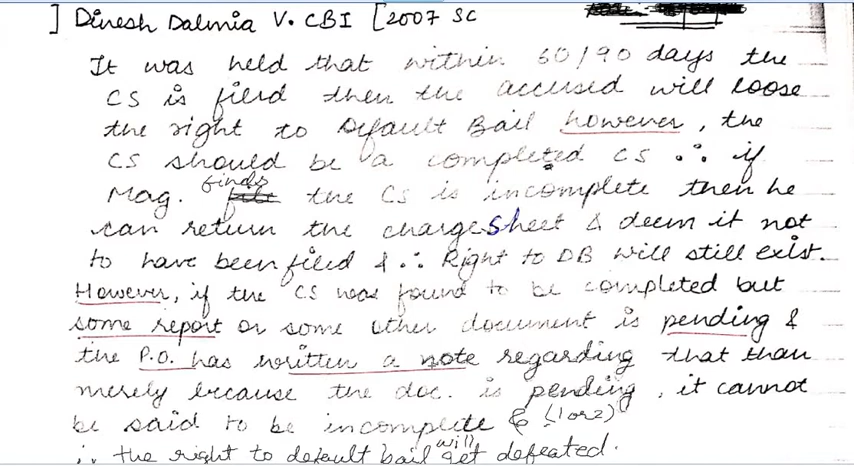 ] Dinesh Dalmia V. CBI [2007 SC
It was held that within 60/90 days the
CS is filed then the accused will loose
the right to Default Bail however, the
CS should be a completed CS ∴ if
Mag. finds the CS is incomplete then he
can return the chargesheet & deem it not
to have been filed & ∴ Right to DB will still exist.
However, if the CS was found to be completed but
some report or some other document is pending &
the P.O. has written a note regarding that than
merely because the doc. is pending, it cannot
be said to be incomplete & (1 or 2)
∴ the right to default bail will get defeated.